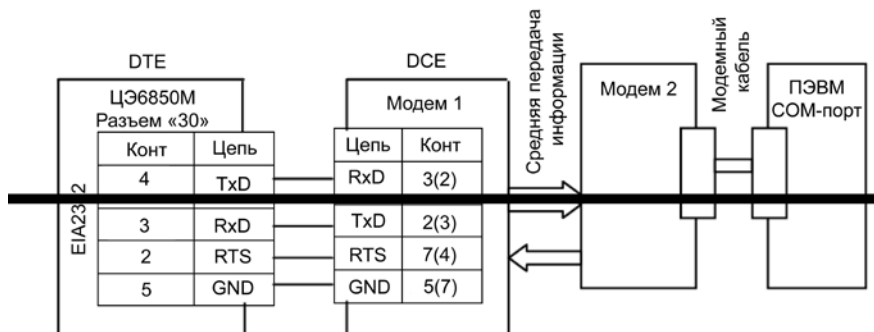 DTE
DCE
ЦЭ6850М
Разъем «30»
Модем 1
Средняя передача
информации
Модем 2
Модемный
кабель
ПЭВМ
COM-порт
Конт Цепь
Цепь Конт
4 TxD
RxD 3(2)
EIA232
3 RxD
TxD 2(3)
2 RTS
RTS 7(4)
5 GND
GND 5(7)